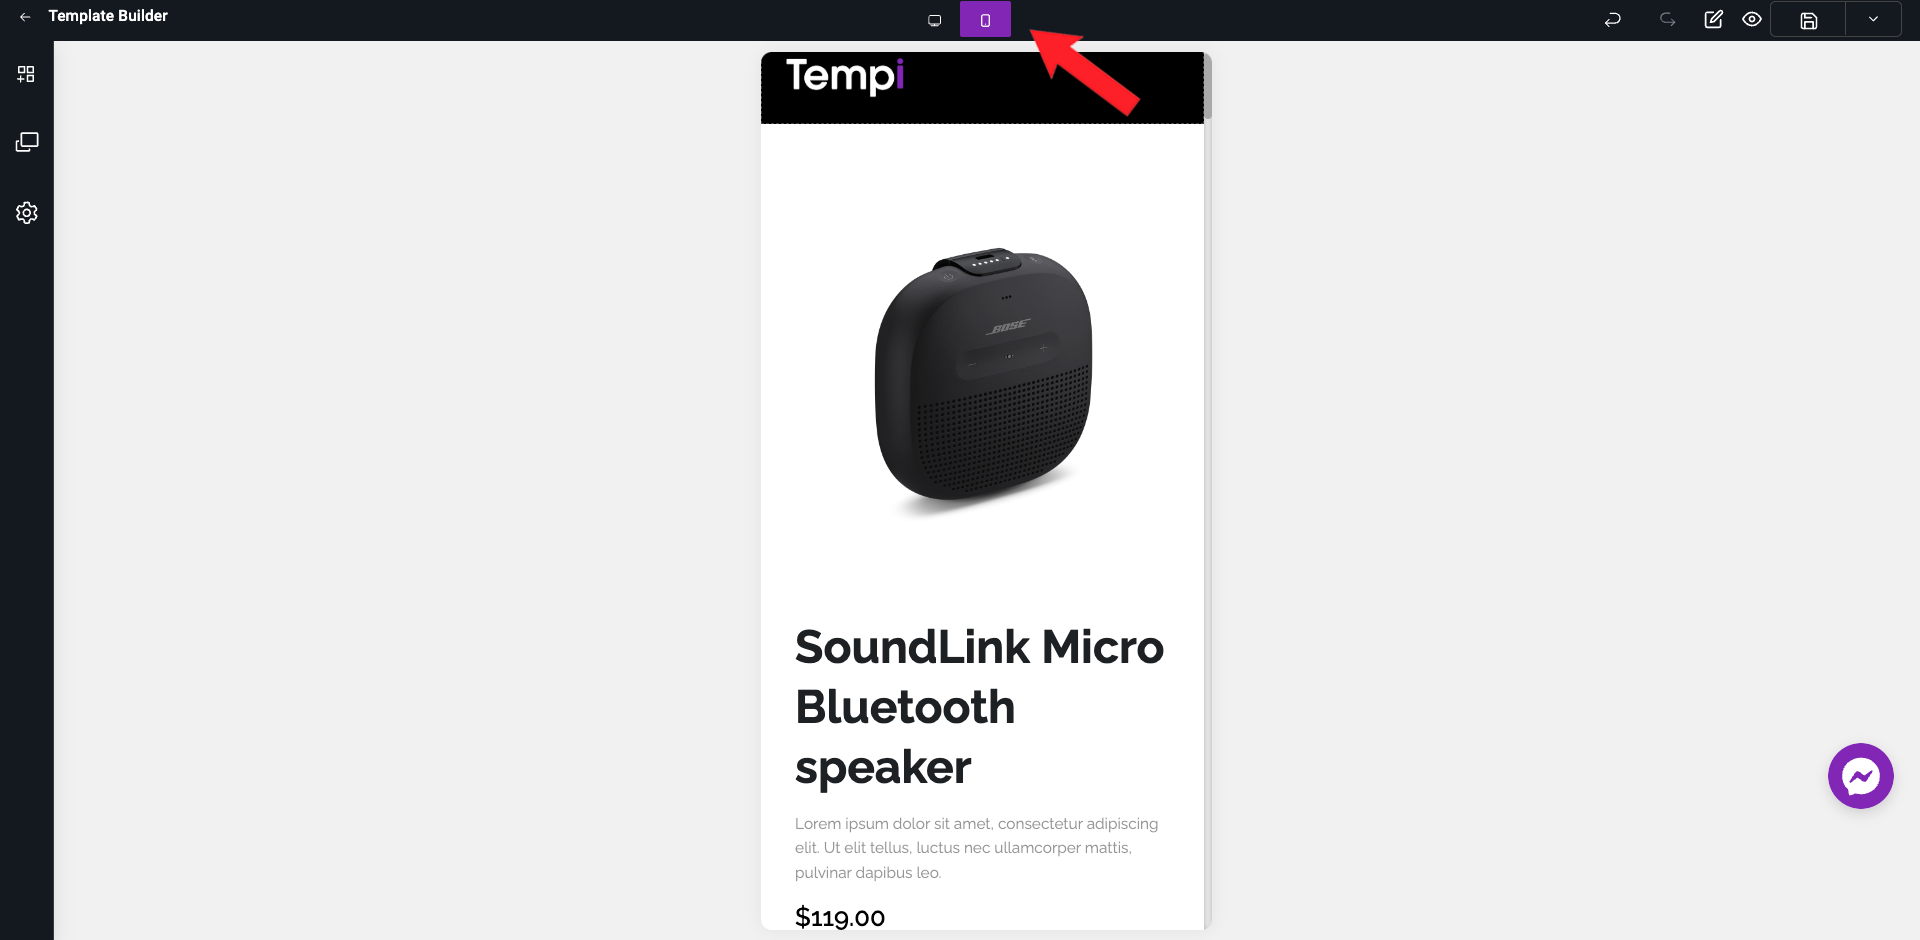 Template Builder
Tempi
BOSE
SoundLink Micro
Bluetooth
speaker
Lorem ipsum dolor sit amet, consectetur adipiscing
elit. Ut elit tellus, luctus nec ullamcorper mattis,
pulvinar dapibus leo.
$119.00